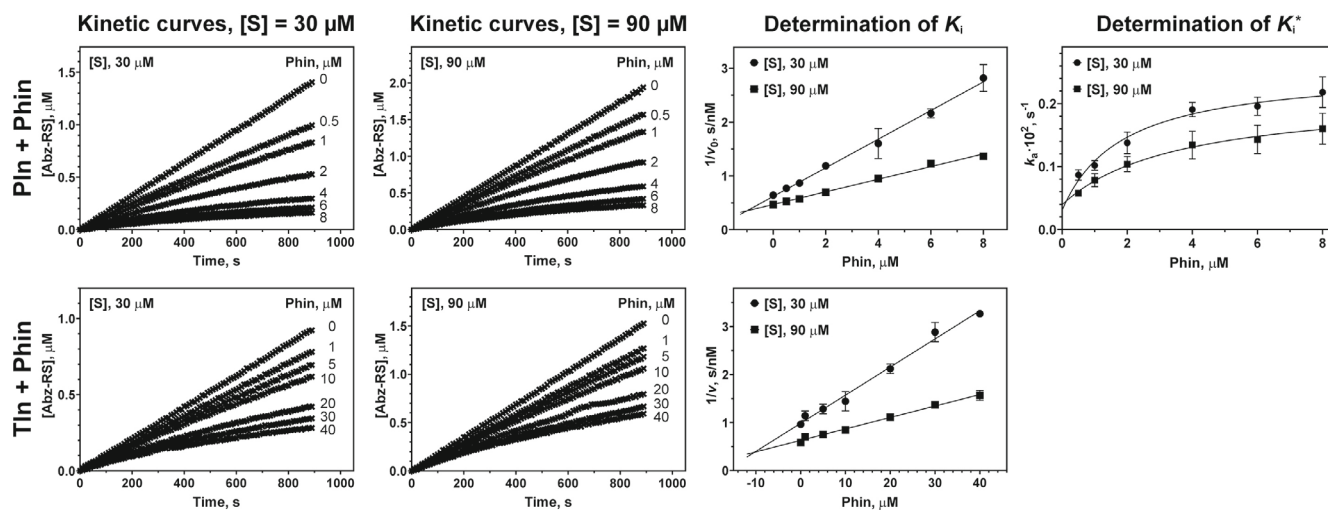 Kinetic curves, [S] = 30 µM
Kinetic curves, [S] = 90 µM
Determination of Ki
Determination of Ki*
PIn + Phin
[Abz-RS], µM
1.5
1.0
0.5
0.0
[S], 30 µM
Phin, µM
0
0.5
1
2
4
6
8
0 200 400 600 800 1000
Time, s
[Abz-RS], µM
2.0
1.5
1.0
0.5
0.0
[S], 90 µM
Phin, µM
0
0.5
1
2
4
6
8
0 200 400 600 800 1000
Time, s
1/v0, s/nM
3
2
1
0
[S], 30 µM
[S], 90 µM
0 2 4 6 8
Phin, µM
ka·10², s⁻¹
0.2
0.1
0.0
[S], 30 µM
[S], 90 µM
0 2 4 6 8
Phin, µM
TIn + Phin
[Abz-RS], µM
1.0
0.5
0.0
[S], 30 µM
Phin, µM
0
1
5
10
20
30
40
0 200 400 600 800 1000
Time, s
[Abz-RS], µM
1.5
1.0
0.5
0.0
[S], 90 µM
Phin, µM
0
1
5
10
20
30
40
0 200 400 600 800 1000
Time, s
1/v, s/nM
3
2
1
0
[S], 30 µM
[S], 90 µM
-10 0 10 20 30 40
Phin, µM